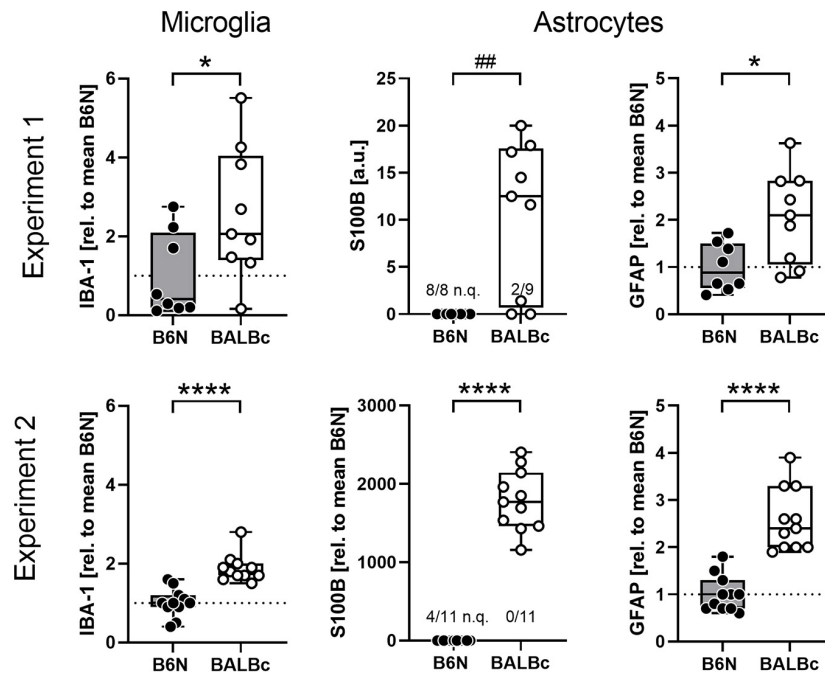 Microglia
Astrocytes
Experiment 1
IBA-1 [rel. to mean B6N]
6
4
2
0
*
B6N
BALBc
S100B [a.u.]
25
20
15
10
5
0
##
8/8 n.q.
2/9
B6N
BALBc
GFAP [rel. to mean B6N]
5
4
3
2
1
0
*
B6N
BALBc
Experiment 2
IBA-1 [rel. to mean B6N]
6
4
2
0
****
B6N
BALBc
S100B [rel. to mean B6N]
3000
2000
1000
0
****
4/11 n.q.
0/11
B6N
BALBc
GFAP [rel. to mean B6N]
5
4
3
2
1
0
****
B6N
BALBc